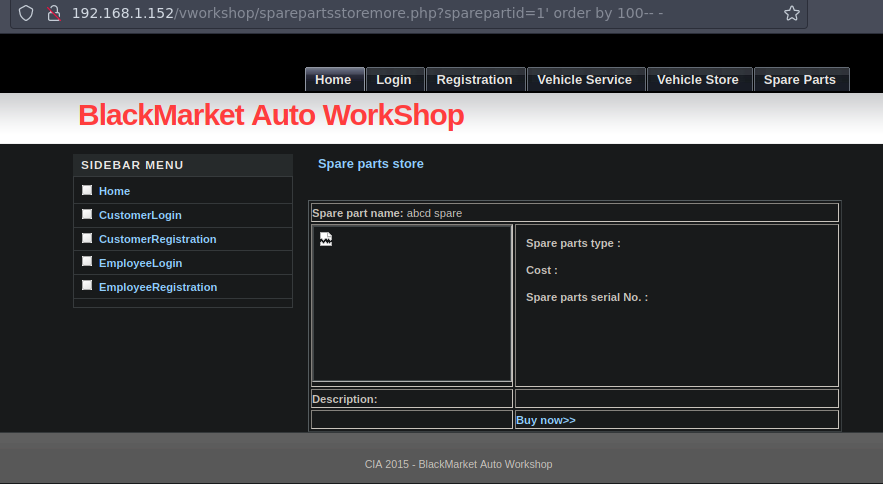 192.168.1.152/vworkshop/sparepartsstoremore.php?sparepartid=1' order by 100-- -
Home Login Registration Vehicle Service Vehicle Store Spare Parts
BlackMarket Auto WorkShop
SIDEBAR MENU
Home
CustomerLogin
CustomerRegistration
EmployeeLogin
EmployeeRegistration
Spare parts store
Spare part name: abcd spare
Spare parts type :
Cost :
Spare parts serial No. :
Description:
Buy now>>
CIA 2015 - BlackMarket Auto Workshop